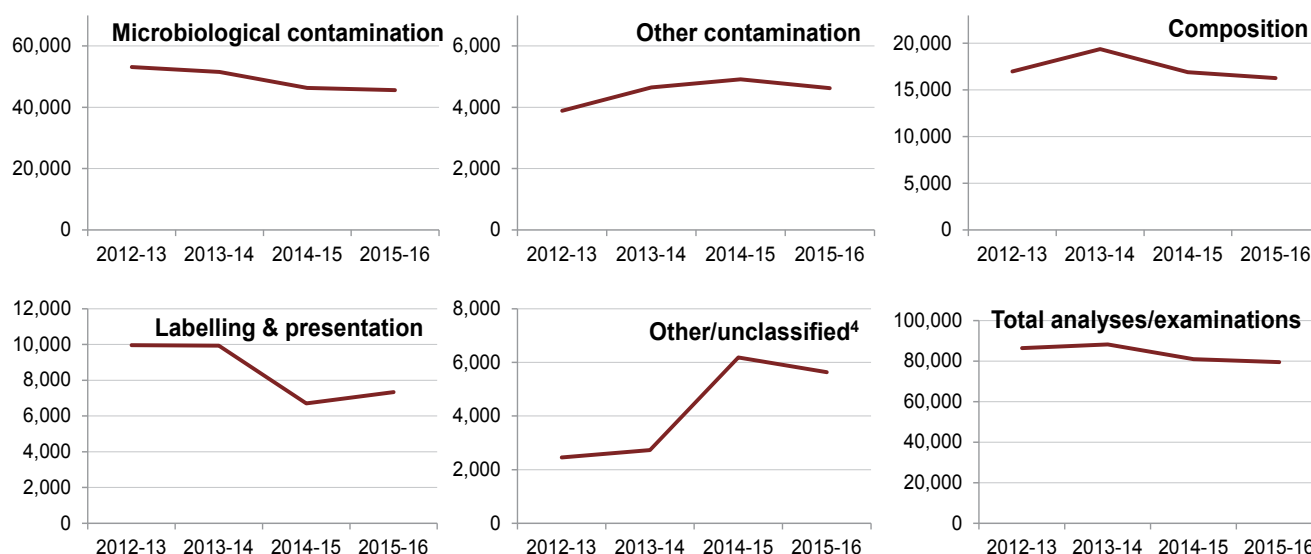 Microbiological contamination
60,000
40,000
20,000
0
2012-13 2013-14 2014-15 2015-16
Other contamination
6,000
4,000
2,000
0
2012-13 2013-14 2014-15 2015-16
Composition
20,000
15,000
10,000
5,000
0
2012-13 2013-14 2014-15 2015-16
Labelling & presentation
12,000
10,000
8,000
6,000
4,000
2,000
0
2012-13 2013-14 2014-15 2015-16
Other/unclassified4
8,000
6,000
4,000
2,000
0
2012-13 2013-14 2014-15 2015-16
Total analyses/examinations
100,000
80,000
60,000
40,000
20,000
0
2012-13 2013-14 2014-15 2015-16